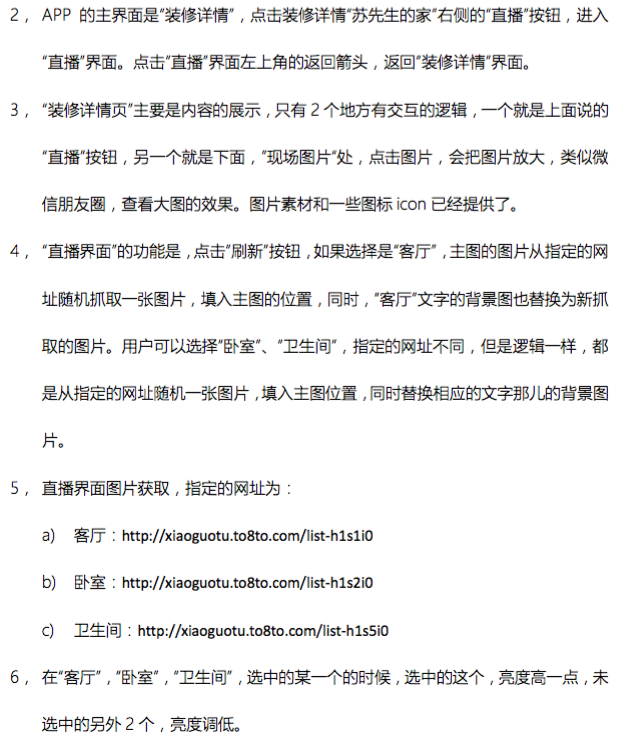 2， APP 的主界面是“装修详情”，点击装修详情“苏先生的家”右侧的“直播”按钮，进入
“直播”界面。点击“直播”界面左上角的返回箭头，返回“装修详情”界面。
3， “装修详情页”主要是内容的展示，只有 2 个地方有交互的逻辑，一个就是上面说的
“直播”按钮，另一个就是下面，“现场图片”处，点击图片，会把图片放大，类似微
信朋友圈，查看大图的效果。图片素材和一些图标 icon 已经提供了。
4， “直播界面”的功能是，点击“刷新”按钮，如果选择是“客厅”，主图的图片从指定的网
址随机抓取一张图片，填入主图的位置，同时，“客厅”文字的背景图也替换为新抓
取的图片。用户可以选择“卧室”、“卫生间”，指定的网址不同，但是逻辑一样，都
是从指定的网址随机一张图片，填入主图位置，同时替换相应的文字那儿的背景图
片。
5， 直播界面图片获取，指定的网址为：
a) 客厅：http://xiaoguotu.to8to.com/list-h1s1i0
b) 卧室：http://xiaoguotu.to8to.com/list-h1s2i0
c) 卫生间：http://xiaoguotu.to8to.com/list-h1s5i0
6， 在“客厅”，“卧室”，“卫生间”，选中的某一个的时候，选中的这个，亮度高一点，未
选中的另外 2 个，亮度调低。